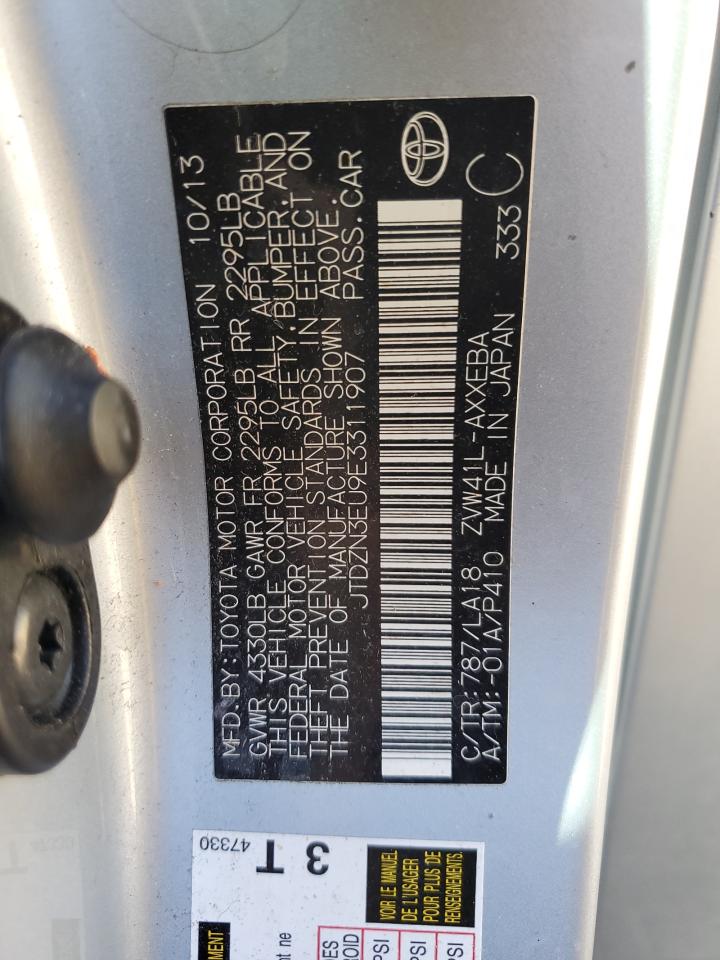 MFD.BY:TOYOTA MOTOR CORPORATION 10/13
GVWR 4330LB GAWR FR 2295LB RR 2295LB
THIS VEHICLE CONFORMS TO ALL APPLICABLE
FEDERAL MOTOR VEHICLE SAFETY,BUMPER,AND
THEFT PREVENTION STANDARDS IN EFFECT ON
THE DATE OF MANUFACTURE SHOWN ABOVE.
JTDZN3EU9E3311907 PASS.CAR
C/TR:787/LA18 ZVW41L-AXXEBA
A/TM:-01A/P410 MADE IN JAPAN 333 C
47330
3 T
VOIR LE MANUEL
DE L'USAGER
POUR PLUS DE
RENSEIGNEMENTS.
PSI
PSI
PSI